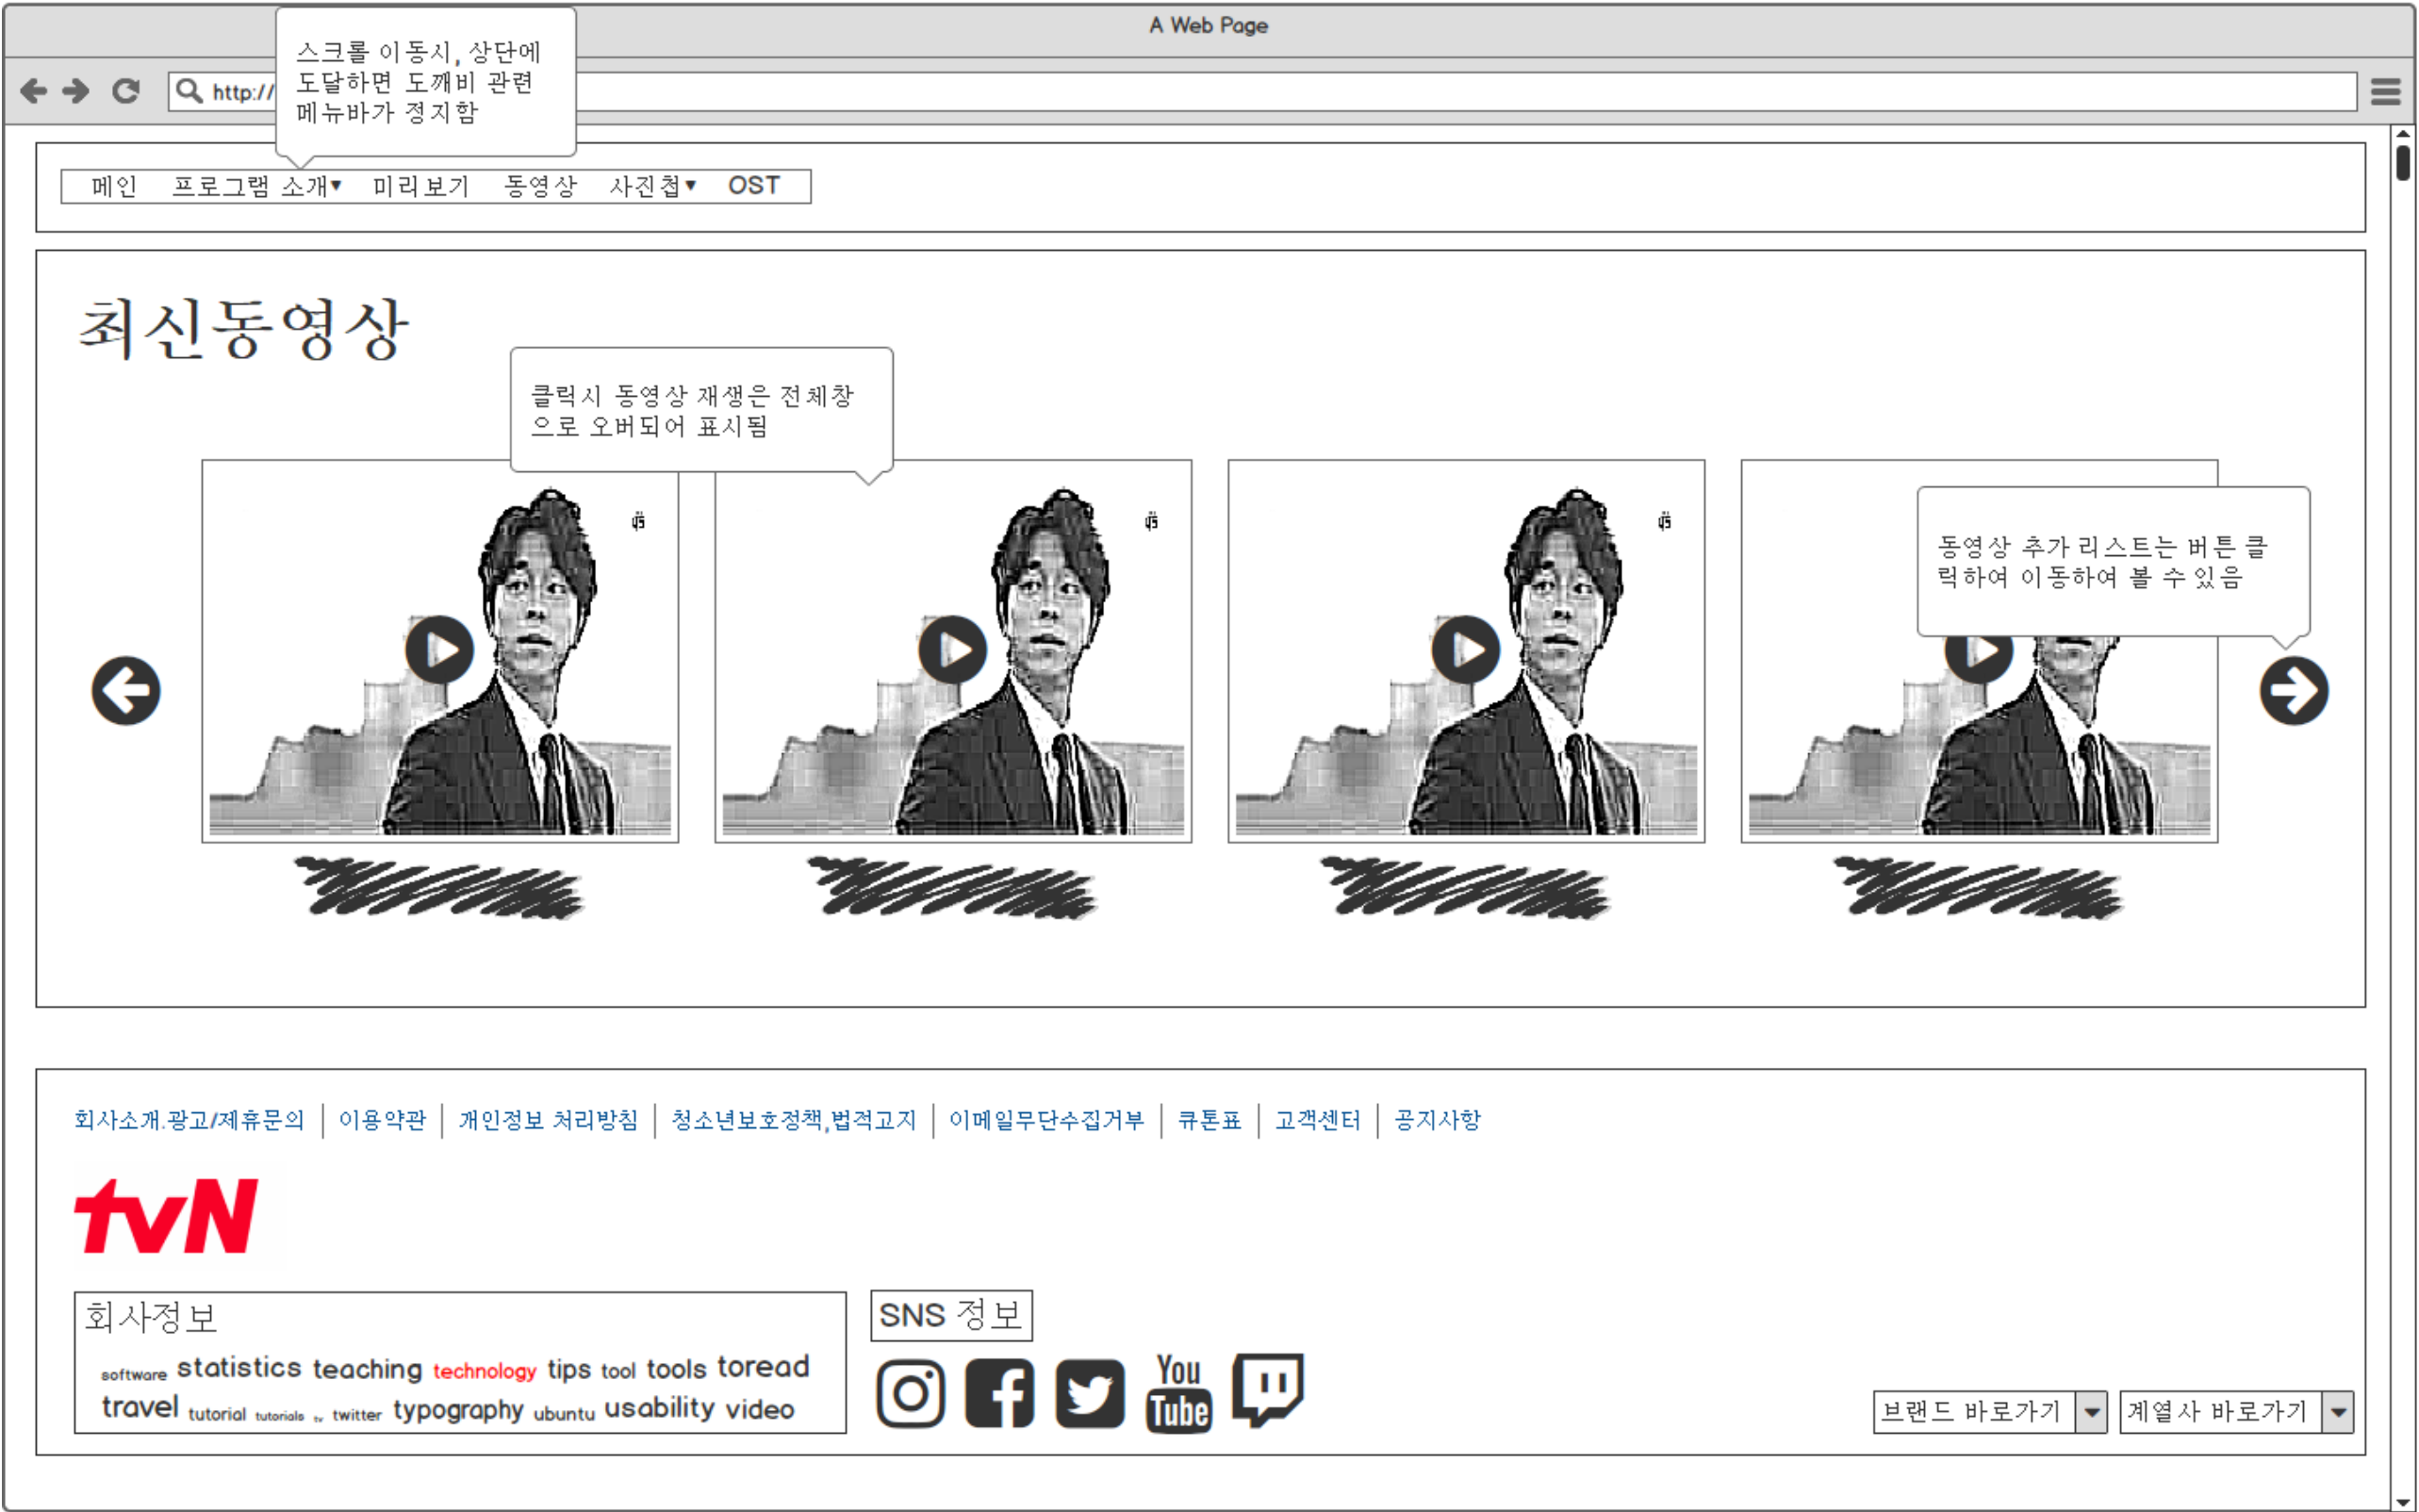 A Web Page
스크롤 이동시, 상단에
도달하면 도깨비 관련
메뉴바가 정지함
http://
메인 프로그램 소개▾ 미리보기 동영상 사진첩▾ OST
최신동영상
클릭시 동영상 재생은 전체창
으로 오버되어 표시됨
동영상 추가 리스트는 버튼 클
릭하여 이동하여 볼 수 있음
회사소개.광고/제휴문의 | 이용약관 | 개인정보 처리방침 | 청소년보호정책,법적고지 | 이메일무단수집거부 | 큐톤표 | 고객센터 | 공지사항
tvN
회사정보
software statistics teaching technology tips tool tools toread
travel tutorial tutorials tv twitter typography ubuntu usability video
SNS 정보
You
Tube
브랜드 바로가기 계열사 바로가기